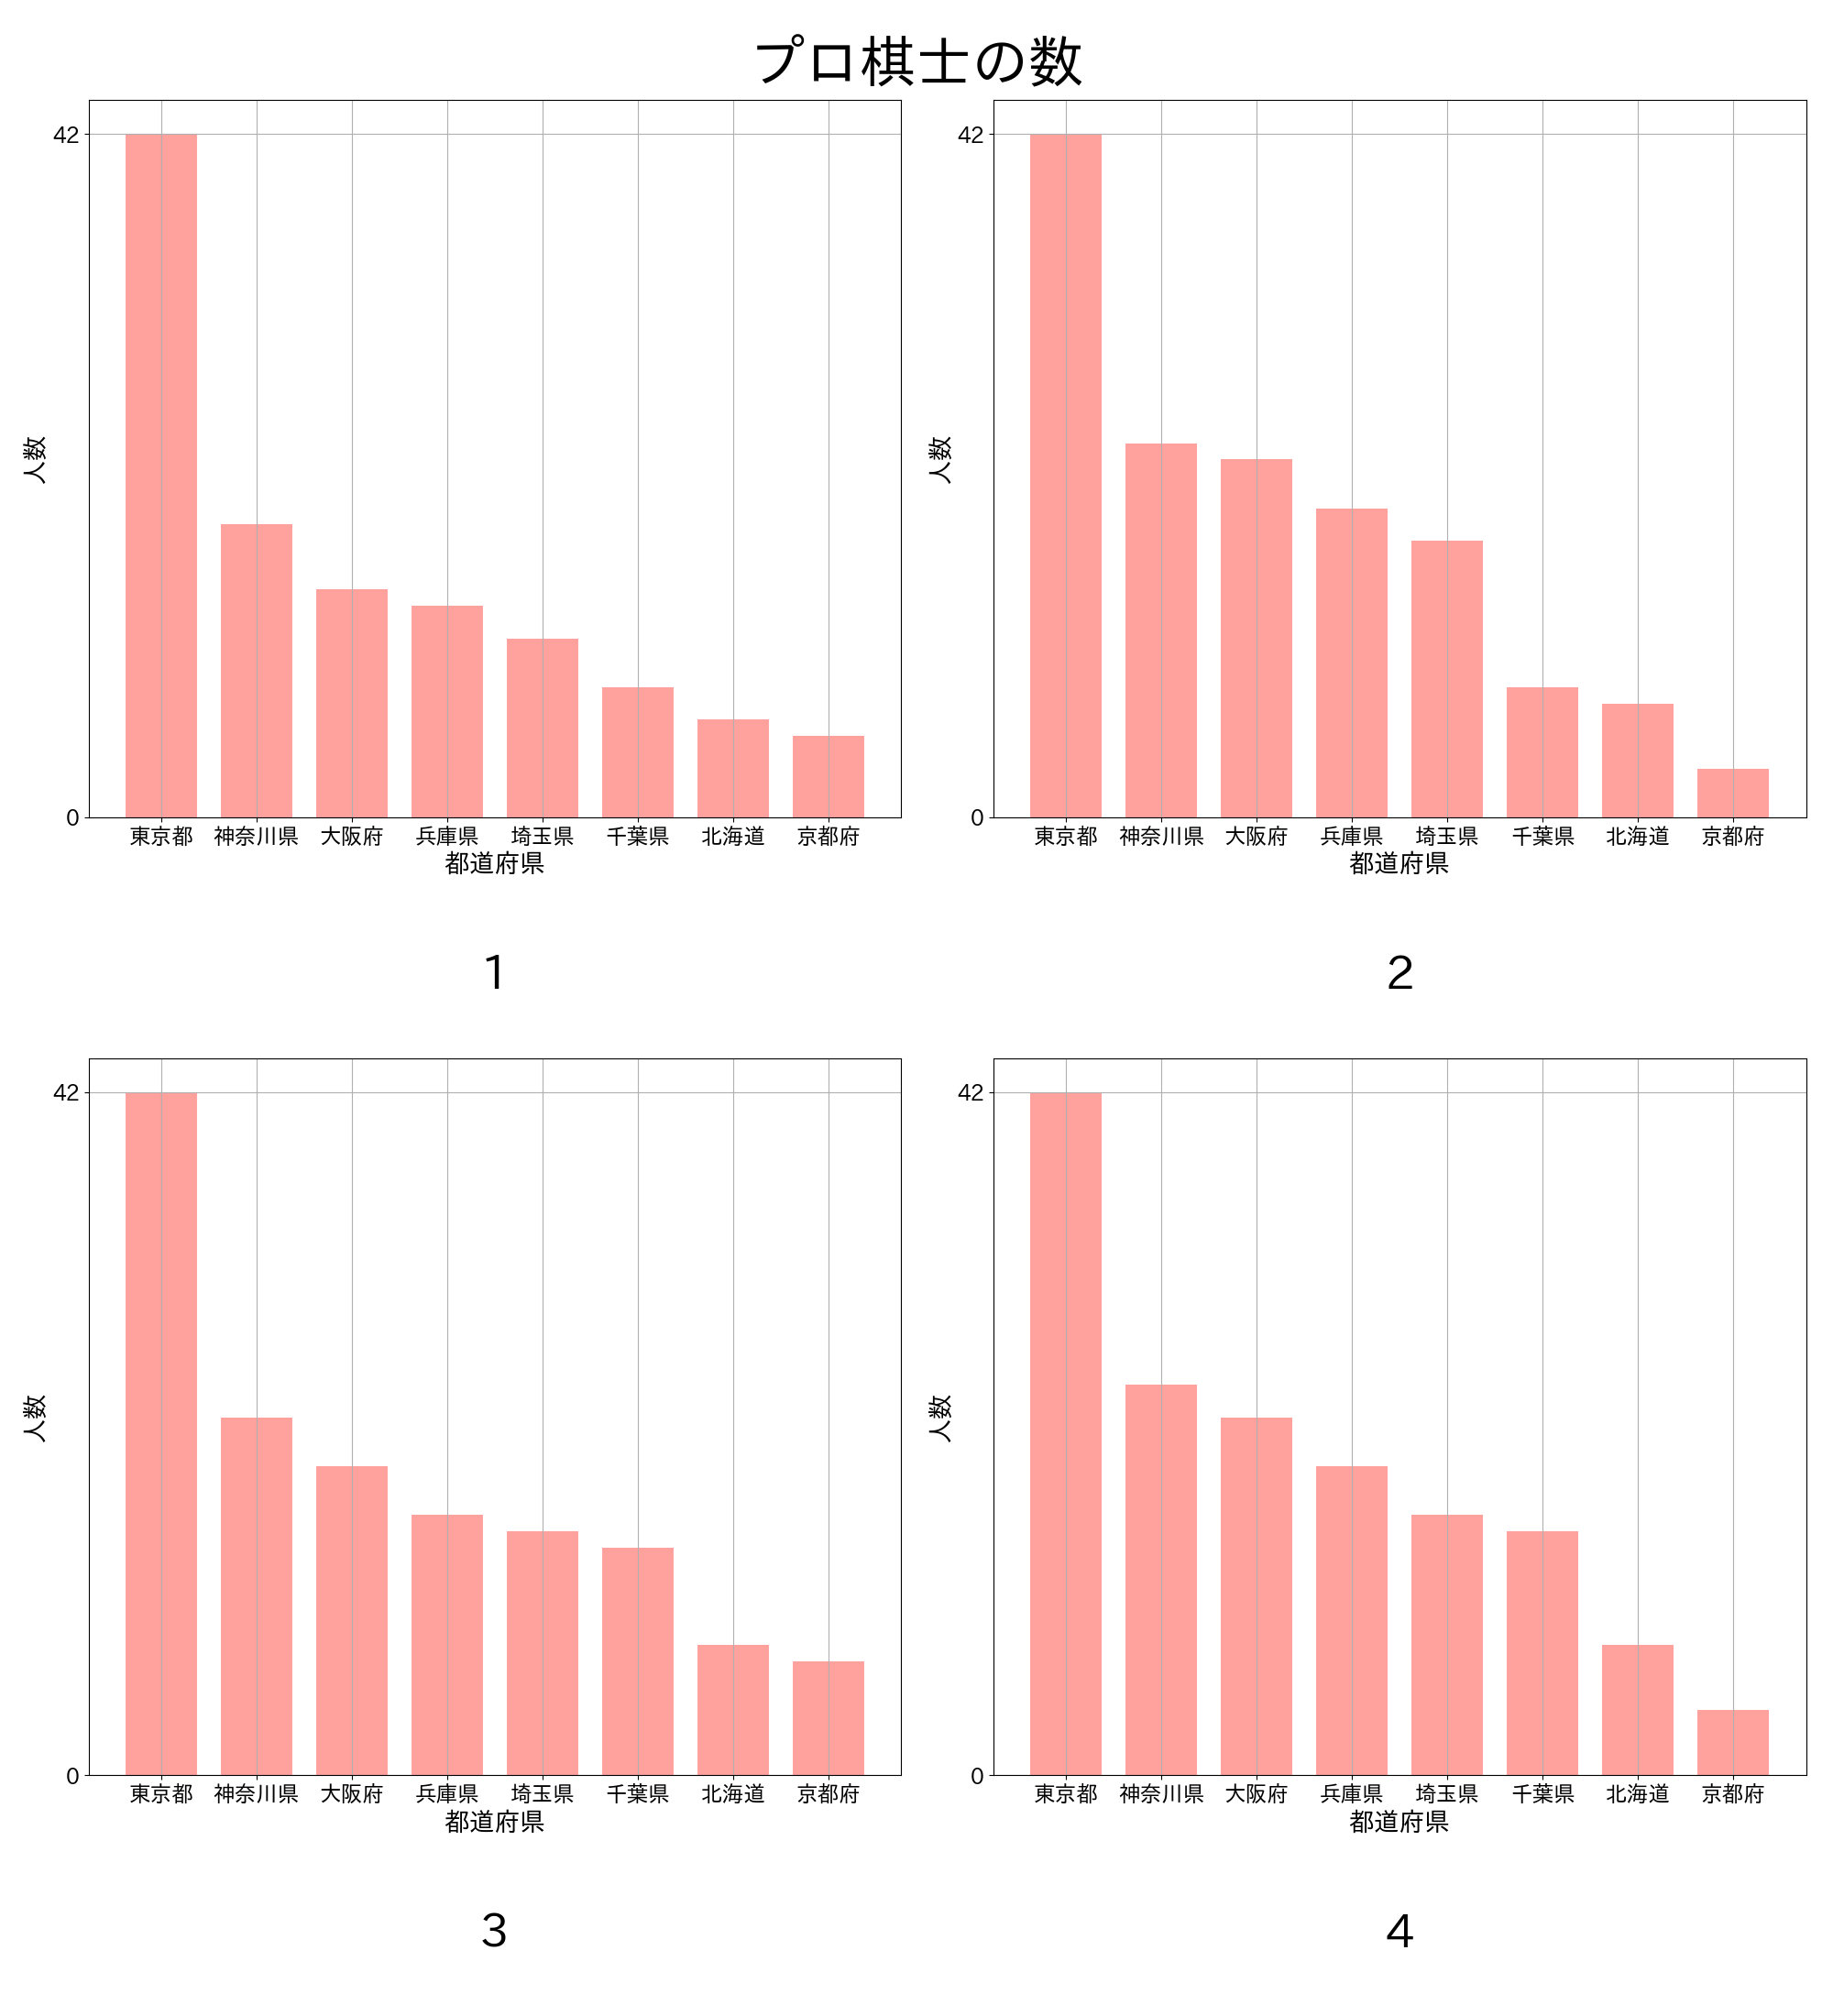 プロ棋士の数
42
0
人数
東京都 神奈川県 大阪府 兵庫県 埼玉県 千葉県 北海道 京都府
都道府県
1
42
0
人数
東京都 神奈川県 大阪府 兵庫県 埼玉県 千葉県 北海道 京都府
都道府県
2
42
0
人数
東京都 神奈川県 大阪府 兵庫県 埼玉県 千葉県 北海道 京都府
都道府県
3
42
0
人数
東京都 神奈川県 大阪府 兵庫県 埼玉県 千葉県 北海道 京都府
都道府県
4